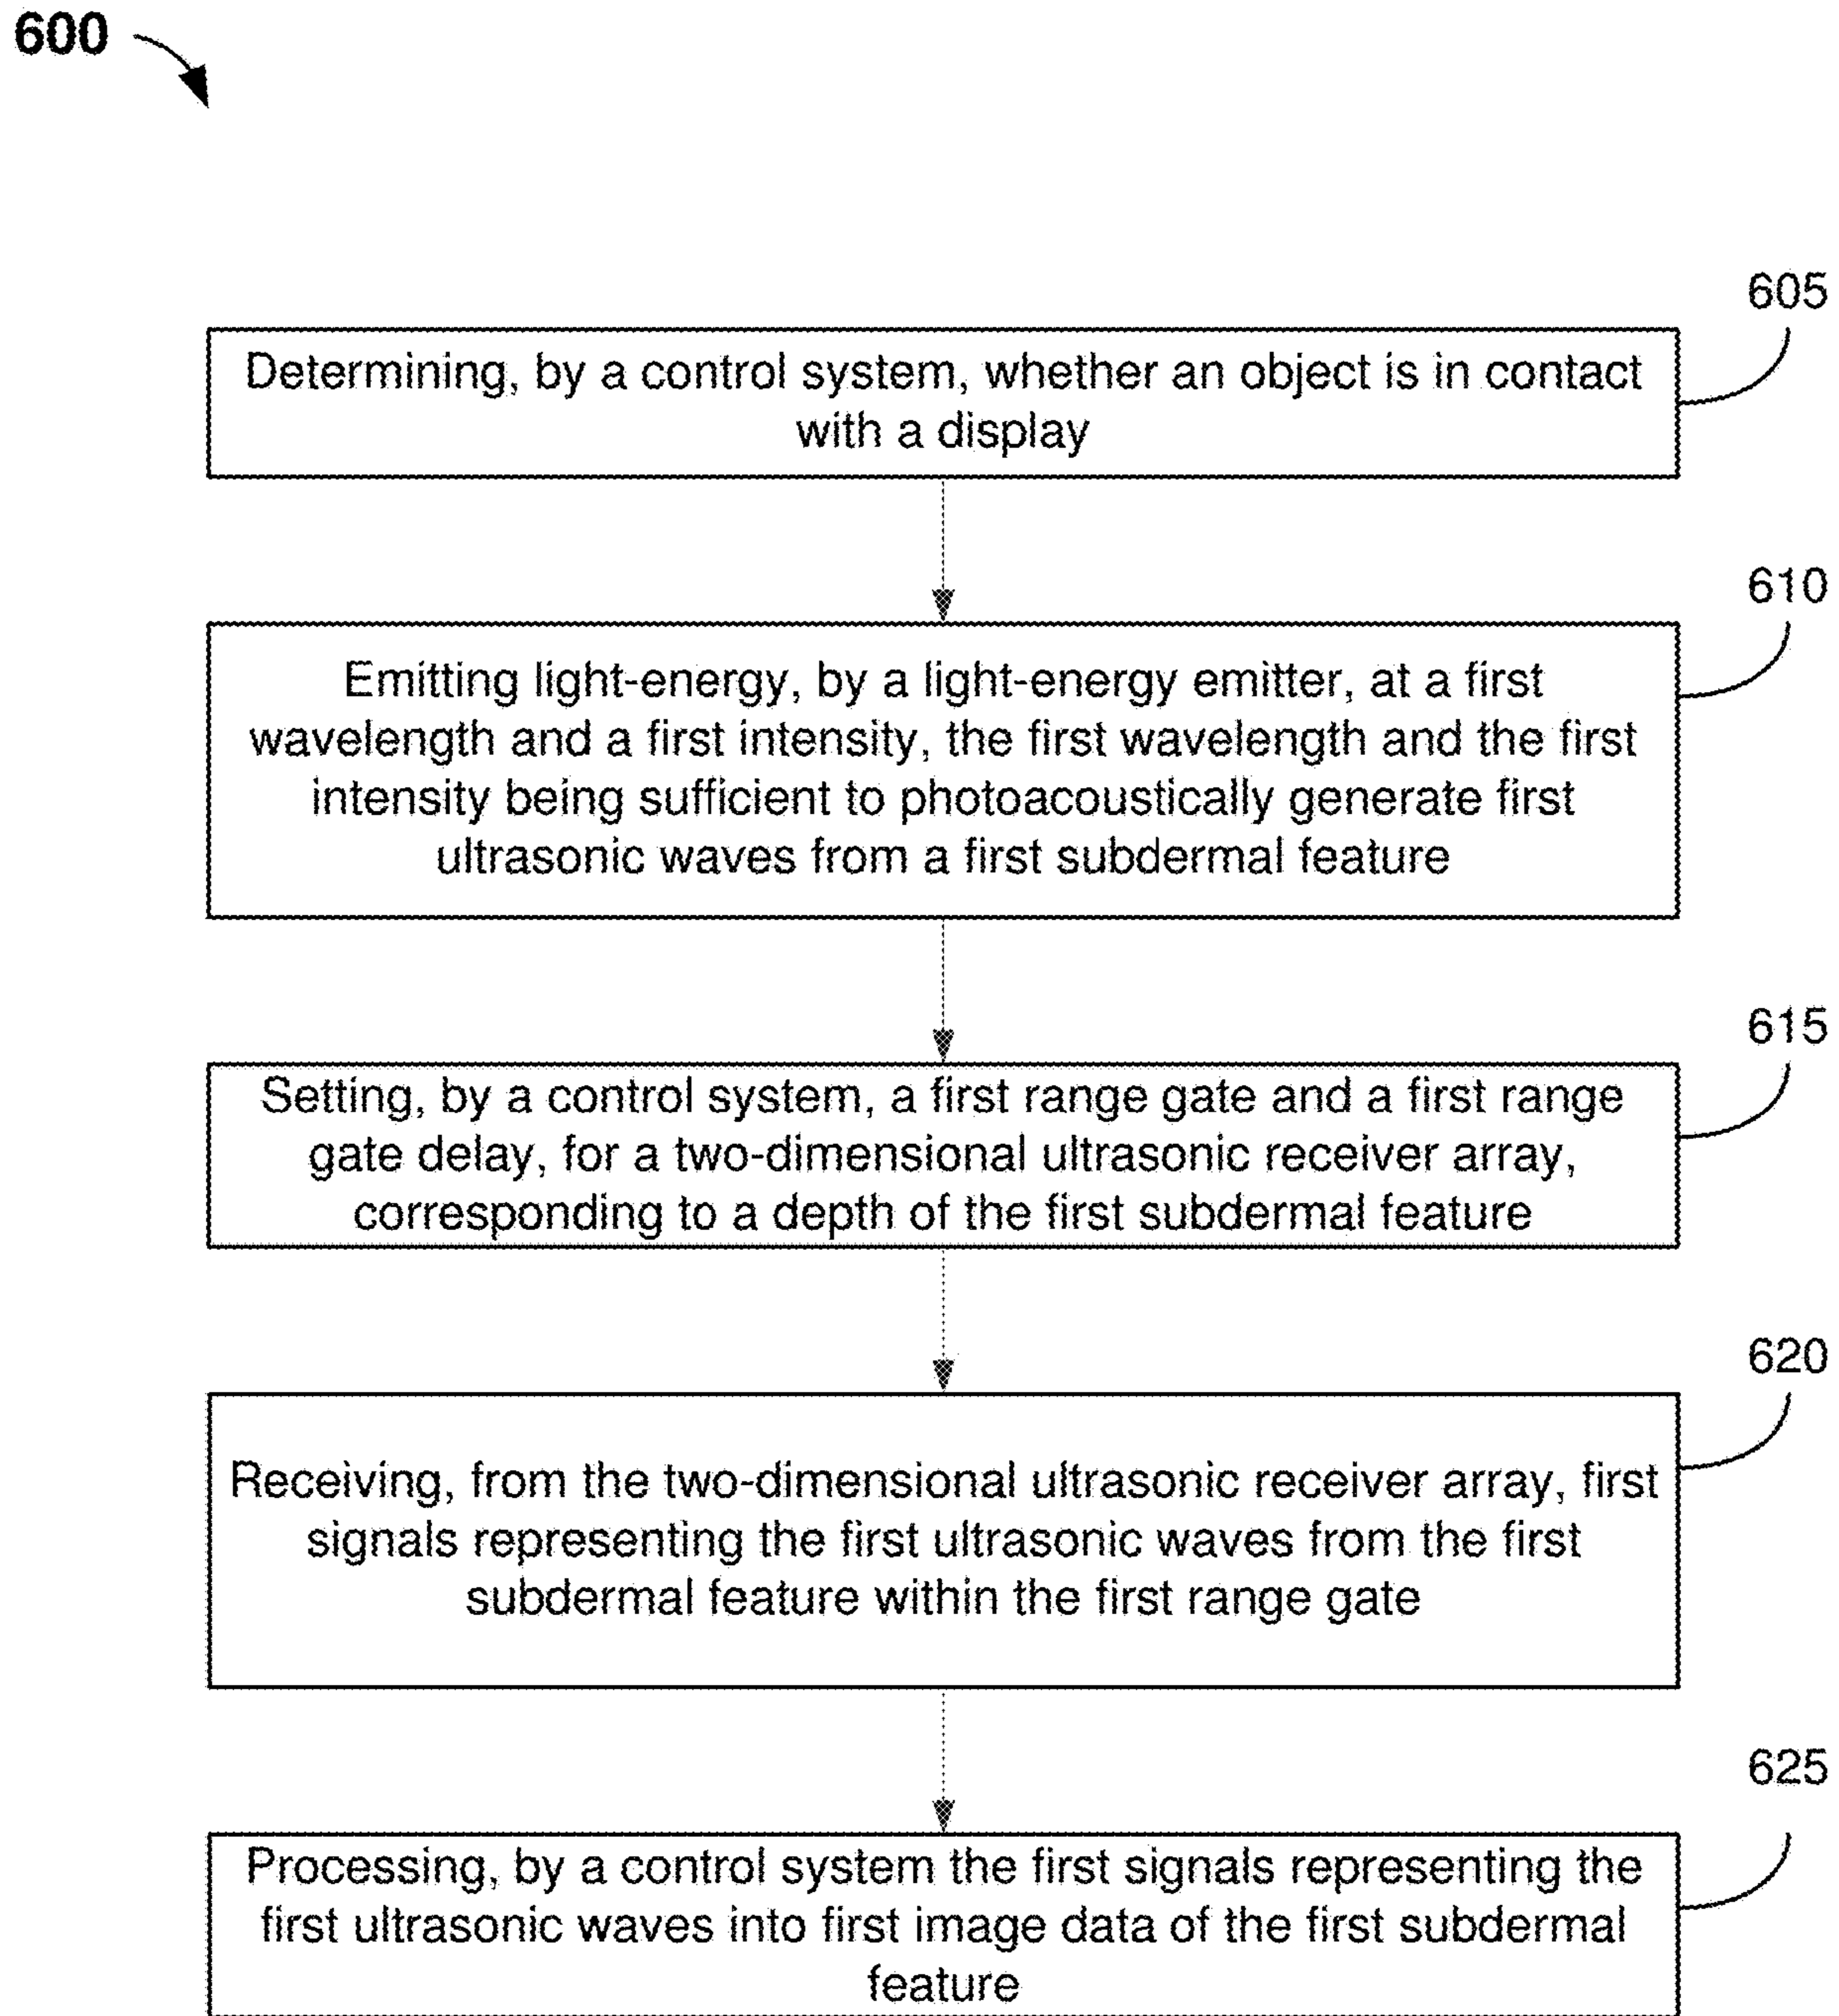 600
605
Determining, by a control system, whether an object is in contact
with a display
610
Emitting light-energy, by a light-energy emitter, at a first
wavelength and a first intensity, the first wavelength and the first
intensity being sufficient to photoacoustically generate first
ultrasonic waves from a first subdermal feature
615
Setting, by a control system, a first range gate and a first range
gate delay, for a two-dimensional ultrasonic receiver array,
corresponding to a depth of the first subdermal feature
620
Receiving, from the two-dimensional ultrasonic receiver array, first
signals representing the first ultrasonic waves from the first
subdermal feature within the first range gate
625
Processing, by a control system the first signals representing the
first ultrasonic waves into first image data of the first subdermal
feature